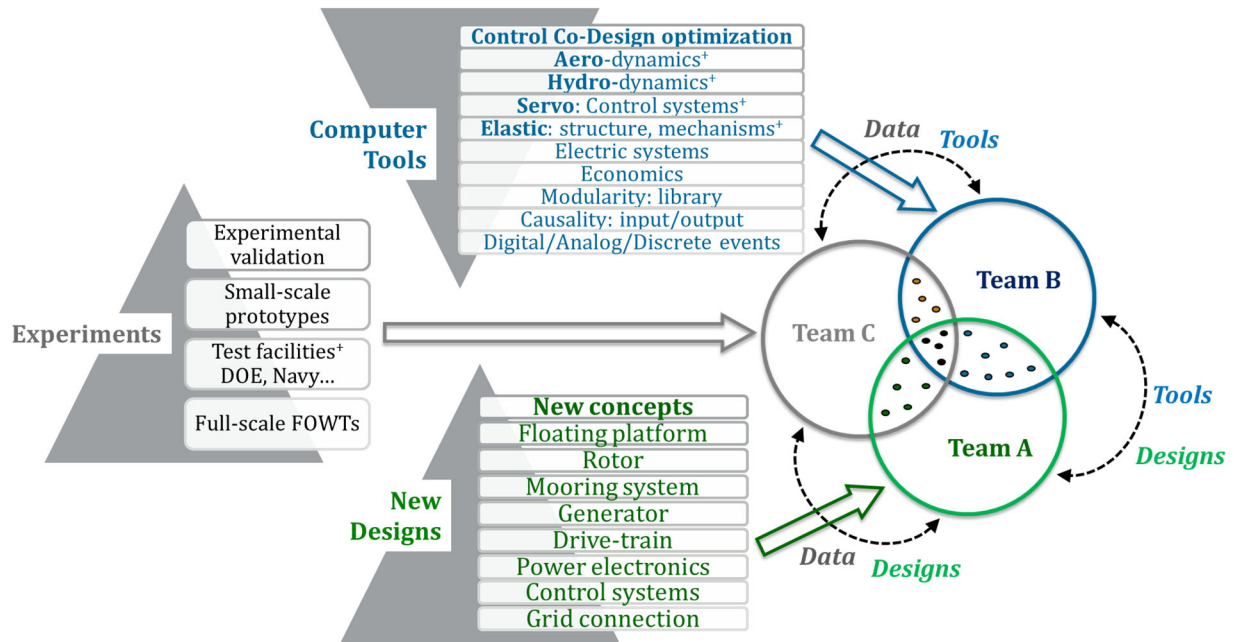 Control Co-Design optimization
Aero-dynamics⁺
Hydro-dynamics⁺
Servo: Control systems⁺
Elastic: structure, mechanisms⁺
Electric systems
Economics
Modularity: library
Causality: input/output
Digital/Analog/Discrete events
Computer
Tools
Experimental
validation
Small-scale
prototypes
Test facilities⁺
DOE, Navy...
Full-scale FOWTs
Experiments
New concepts
Floating platform
Rotor
Mooring system
Generator
Drive-train
Power electronics
Control systems
Grid connection
New
Designs
Data
Tools
Team B
Team C
Team A
Tools
Designs
Data
Designs